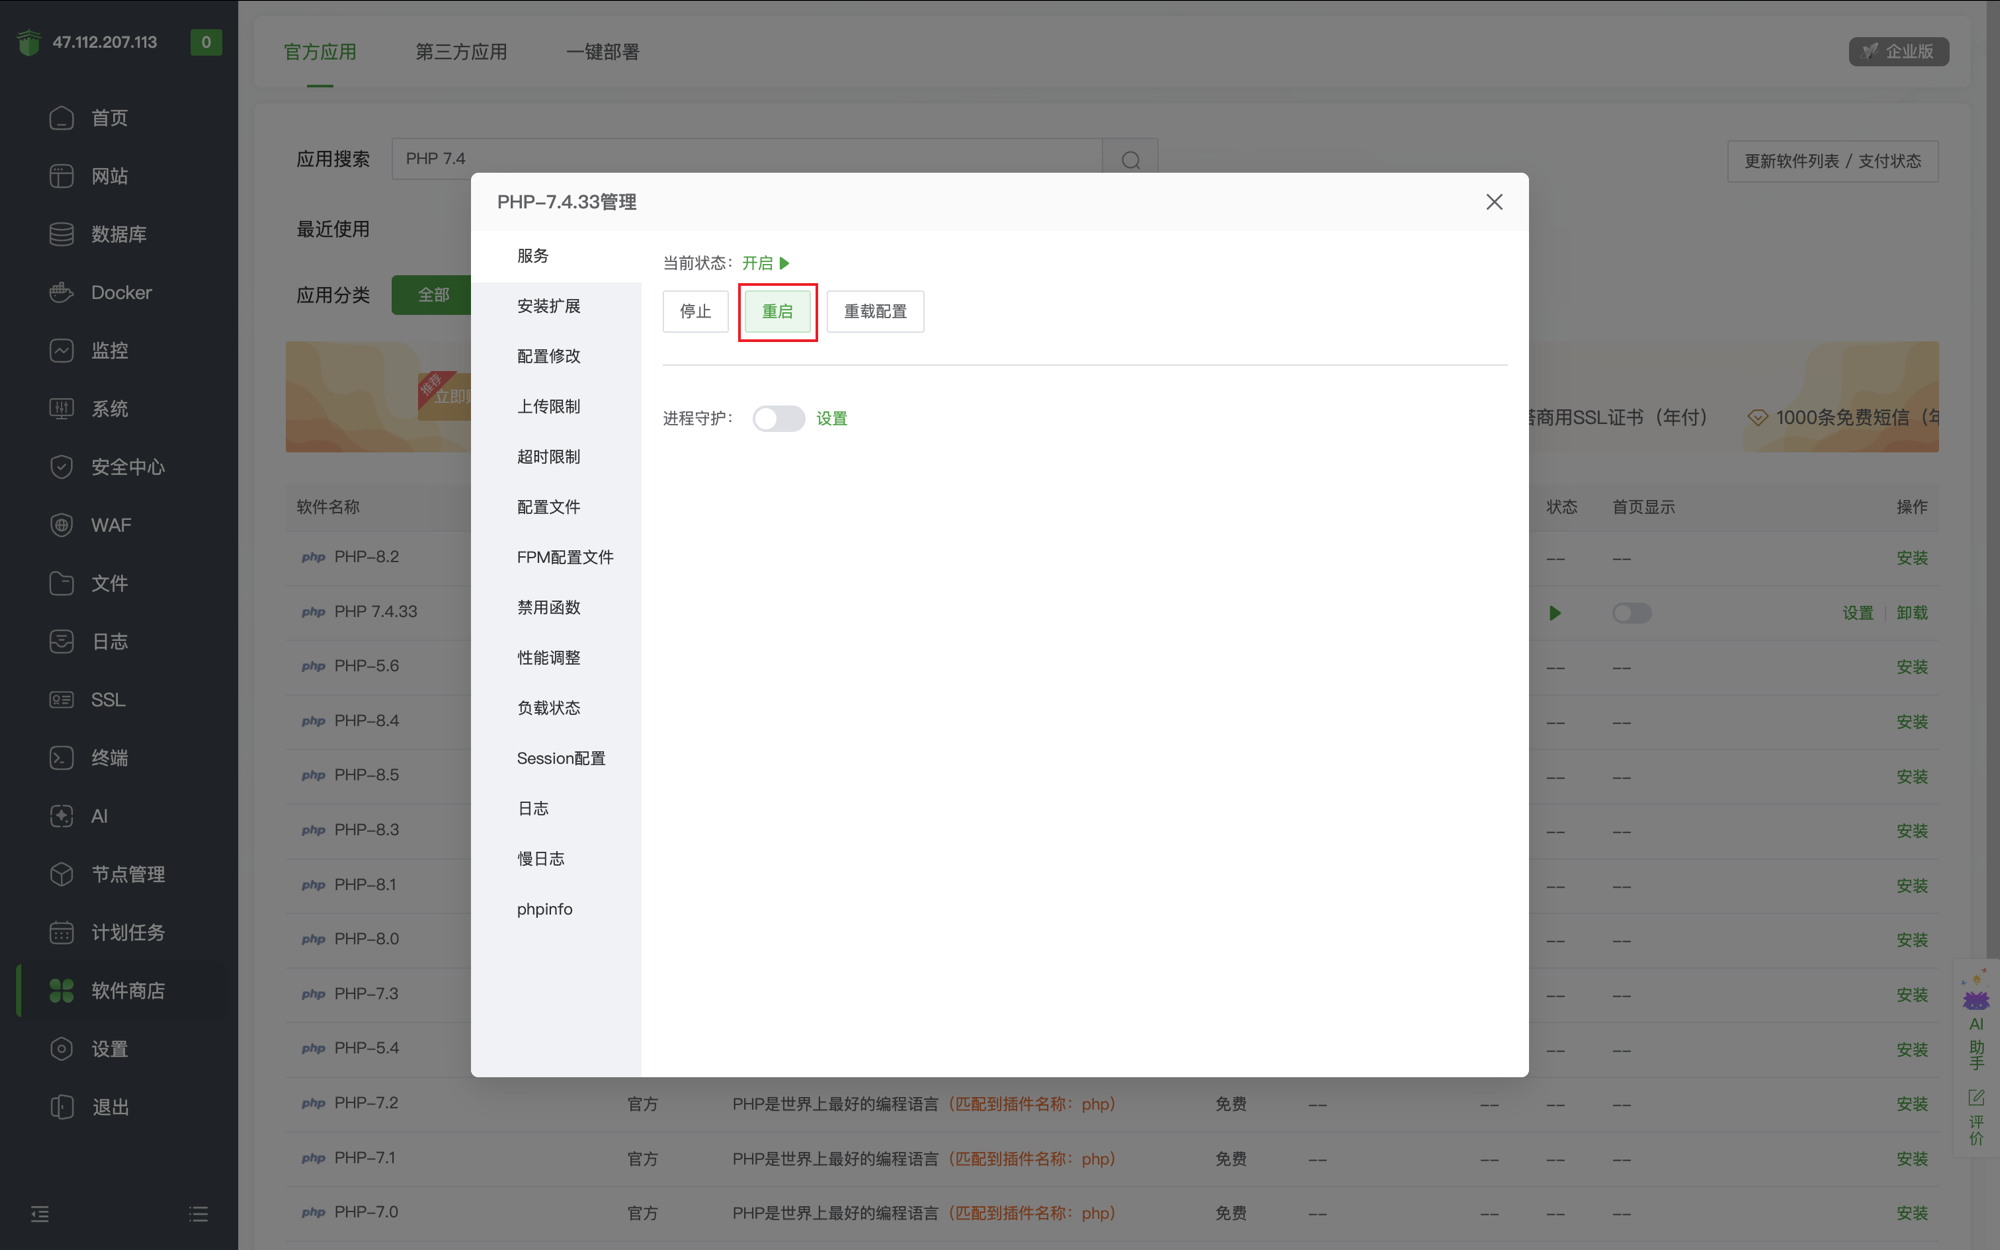 47.112.207.113
0
首页
网站
数据库
Docker
监控
系统
安全中心
WAF
文件
日志
SSL
终端
AI
节点管理
计划任务
软件商店
设置
退出
官方应用 第三方应用 一键部署
企业版
应用搜索 PHP 7.4
更新软件列表 / 支付状态
最近使用
应用分类 全部
推荐
立即
商用SSL证书（年付） 1000条免费短信（年
软件名称 状态 首页显示 操作
php PHP-8.2 -- -- 安装
php PHP 7.4.33 设置 | 卸载
php PHP-5.6 -- -- 安装
php PHP-8.4 -- -- 安装
php PHP-8.5 -- -- 安装
php PHP-8.3 -- -- 安装
php PHP-8.1 -- -- 安装
php PHP-8.0 -- -- 安装
php PHP-7.3 -- -- 安装
php PHP-5.4 -- -- 安装
php PHP-7.2 官方 PHP是世界上最好的编程语言（匹配到插件名称：php） 免费 -- -- -- -- 安装
php PHP-7.1 官方 PHP是世界上最好的编程语言（匹配到插件名称：php） 免费 -- -- -- -- 安装
php PHP-7.0 官方 PHP是世界上最好的编程语言（匹配到插件名称：php） 免费 -- -- -- -- 安装
PHP-7.4.33管理
服务
安装扩展
配置修改
上传限制
超时限制
配置文件
FPM配置文件
禁用函数
性能调整
负载状态
Session配置
日志
慢日志
phpinfo
当前状态：开启
停止 重启 重载配置
进程守护： 设置
AI
助
手
评
价